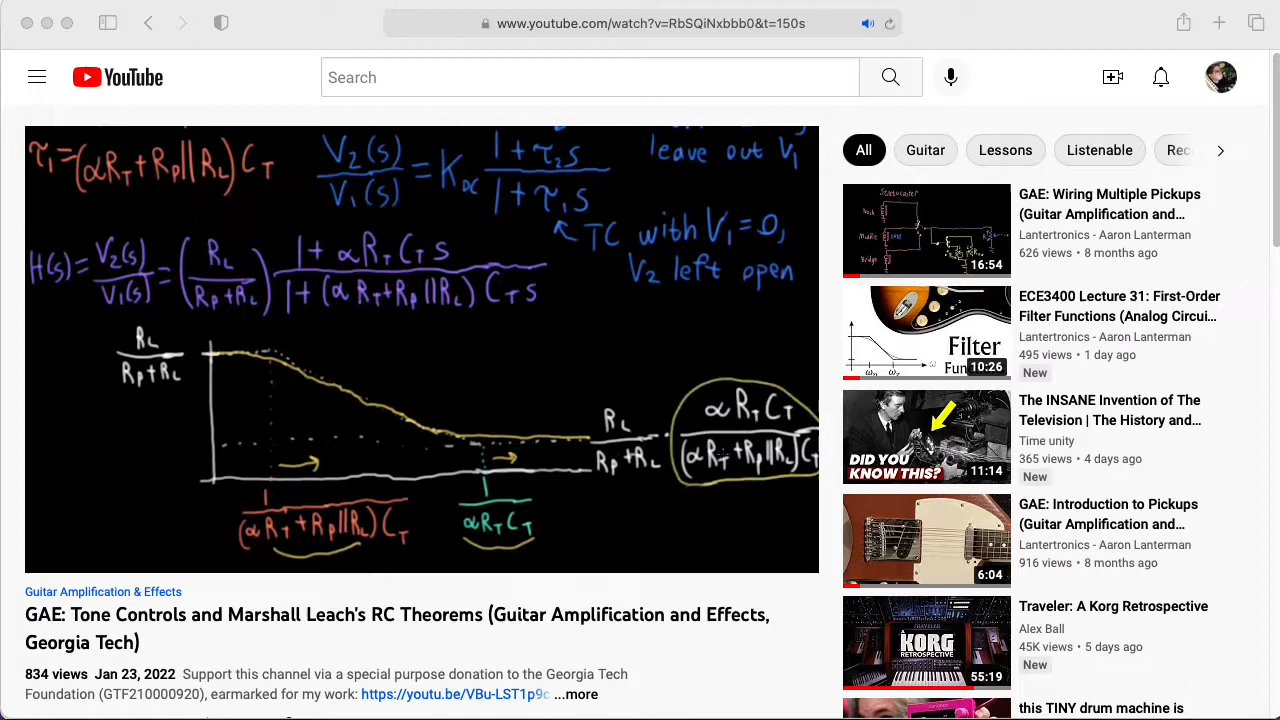 www.youtube.com/watch?v=RbSQiNxbbb0&t=150s
YouTube
Search
τ₁=(αR_T+R_P||R_L)C_T
V₂(s)/V₁(s) = K_DC (1+τ₂s)/(1+τ₁s)
leave out V₁
TC with V₁=0,
V₂ left open
H(s)=V₂(s)/V₁(s)=(R_L/(R_P+R_L)) (1+αR_T C_T s)/(1+(αR_T+R_P||R_L)C_T s)
R_L/(R_P+R_L)
R_L/(R_P+R_L) · αR_T C_T/((αR_T+R_P||R_L)C_T
1/((αR_T+R_P||R_L)C_T
1/(αR_T C_T)
Guitar Amplification & Effects
GAE: Tone Controls and Marshall Leach's RC Theorems (Guitar Amplification and Effects,
Georgia Tech)
834 views Jan 23, 2022 Support this channel via a special purpose donation to the Georgia Tech
Foundation (GTF210000920), earmarked for my work: https://youtu.be/VBu-LST1p9c ...more
All
Guitar
Lessons
Listenable
Rec
Stratocaster
Neck
Middle
Bridge
16:54
GAE: Wiring Multiple Pickups
(Guitar Amplification and…
Lantertronics - Aaron Lanterman
626 views • 8 months ago
Filter
Fun
10:26
ECE3400 Lecture 31: First-Order
Filter Functions (Analog Circui…
Lantertronics - Aaron Lanterman
495 views • 1 day ago
New
DID YOU
KNOW THIS?
11:14
The INSANE Invention of The
Television | The History and…
Time unity
365 views • 4 days ago
New
6:04
GAE: Introduction to Pickups
(Guitar Amplification and…
Lantertronics - Aaron Lanterman
916 views • 8 months ago
TRAVELER:
A KORG
RETROSPECTIVE
55:19
Traveler: A Korg Retrospective
Alex Ball
45K views • 5 days ago
New
this TINY drum machine is